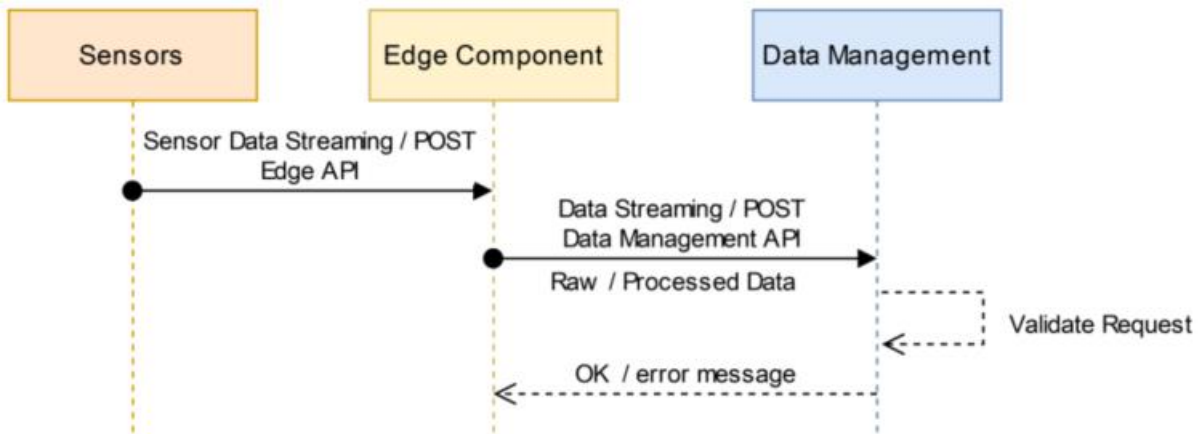 Sensors
Edge Component
Data Management
Sensor Data Streaming / POST
Edge API
Data Streaming / POST
Data Management API
Raw / Processed Data
Validate Request
OK / error message